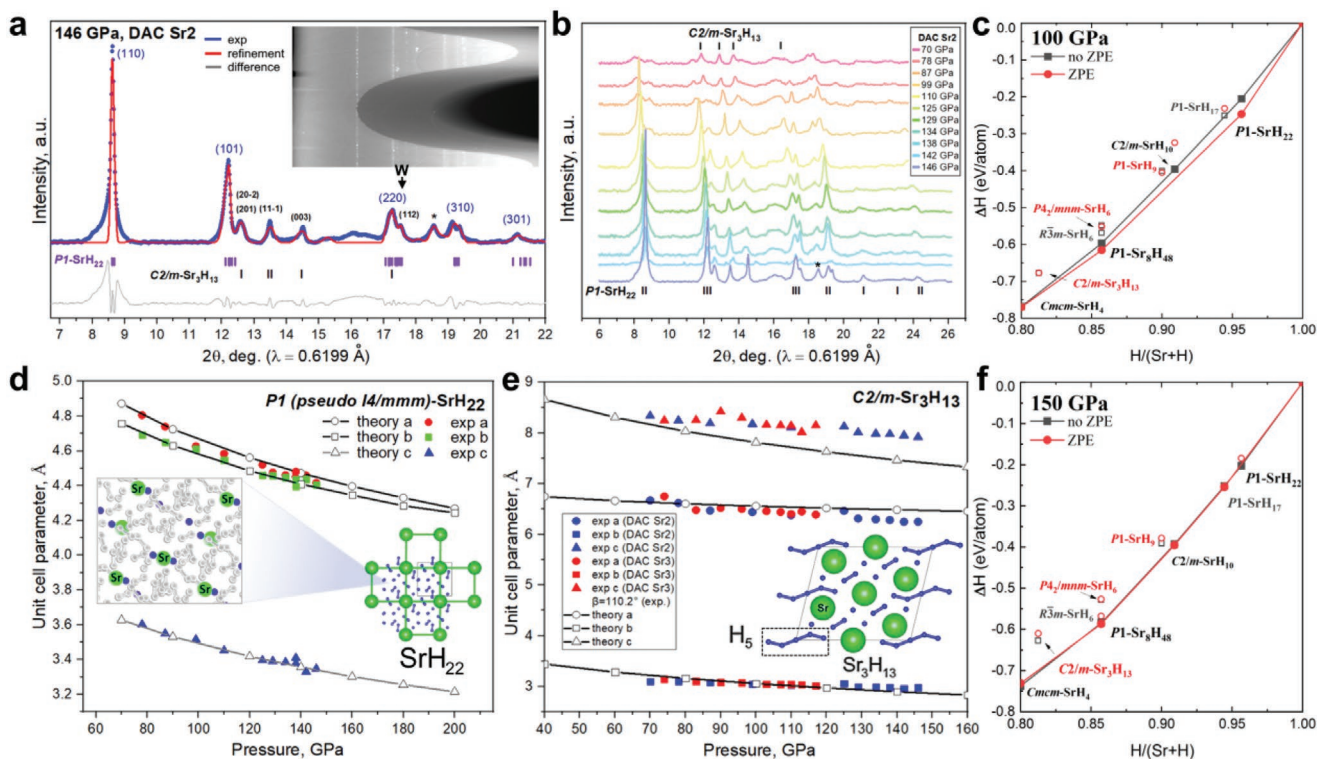 a
146 GPa, DAC Sr2
exp
refinement
difference
(110)
(101)
(20-2)
(201)
(11-1)
(003)
W
(220)
(112)
*
(310)
(301)
P1-SrH22
C2/m-Sr3H13
Intensity, a.u.
7 8 9 10 11 12 13 14 15 16 17 18 19 20 21 22
2θ, deg. (λ = 0.6199 Å)
b
C2/m-Sr3H13
DAC Sr2
70 GPa
78 GPa
87 GPa
99 GPa
110 GPa
125 GPa
129 GPa
134 GPa
138 GPa
142 GPa
146 GPa
*
P1-SrH22
Intensity, a.u.
6 8 10 12 14 16 18 20 22 24 26
2θ, deg. (λ = 0.6199 Å)
c
100 GPa
no ZPE
ZPE
P1-SrH17
P1-SrH22
C2/m-SrH10
P1-SrH9
P42/mnm-SrH6
R3̅m-SrH6
P1-Sr8H48
C2/m-Sr3H13
Cmcm-SrH4
ΔH (eV/atom)
0.0
-0.1
-0.2
-0.3
-0.4
-0.5
-0.6
-0.7
-0.8
0.80 0.85 0.90 0.95 1.00
H/(Sr+H)
d
P1 (pseudo I4/mmm)-SrH22
theory a exp a
theory b exp b
theory c exp c
Sr
Sr
Sr
Sr
SrH22
Unit cell parameter, Å
5.0
4.8
4.6
4.4
4.2
4.0
3.8
3.6
3.4
3.2
60 80 100 120 140 160 180 200
Pressure, GPa
e
C2/m-Sr3H13
exp a (DAC Sr2)
exp b (DAC Sr2)
exp c (DAC Sr2)
exp a (DAC Sr3)
exp b (DAC Sr3)
exp c (DAC Sr3)
β=110.2° (exp.)
theory a
theory b
theory c
Sr
H5
Sr3H13
Unit cell parameter, Å
9
8
7
6
5
4
3
40 50 60 70 80 90 100 110 120 130 140 150 160
Pressure, GPa
f
150 GPa
no ZPE
ZPE
P1-SrH22
P1-SrH17
P1-SrH9
C2/m-SrH10
P42/mnm-SrH6
R3̅m-SrH6
P1-Sr8H48
C2/m-Sr3H13
Cmcm-SrH4
ΔH (eV/atom)
0.0
-0.1
-0.2
-0.3
-0.4
-0.5
-0.6
-0.7
-0.8
0.80 0.85 0.90 0.95 1.00
H/(Sr+H)